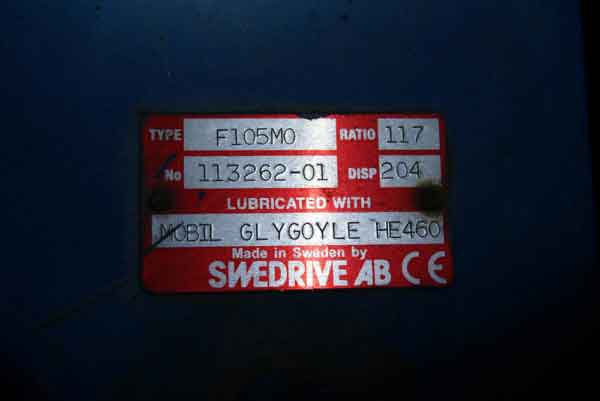 TYPE F105MO RATIO 117
No 113262-01 DISP 204
LUBRICATED WITH
MOBIL GLYGOYLE HE460
Made in Sweden by
SWEDRIVE AB CE